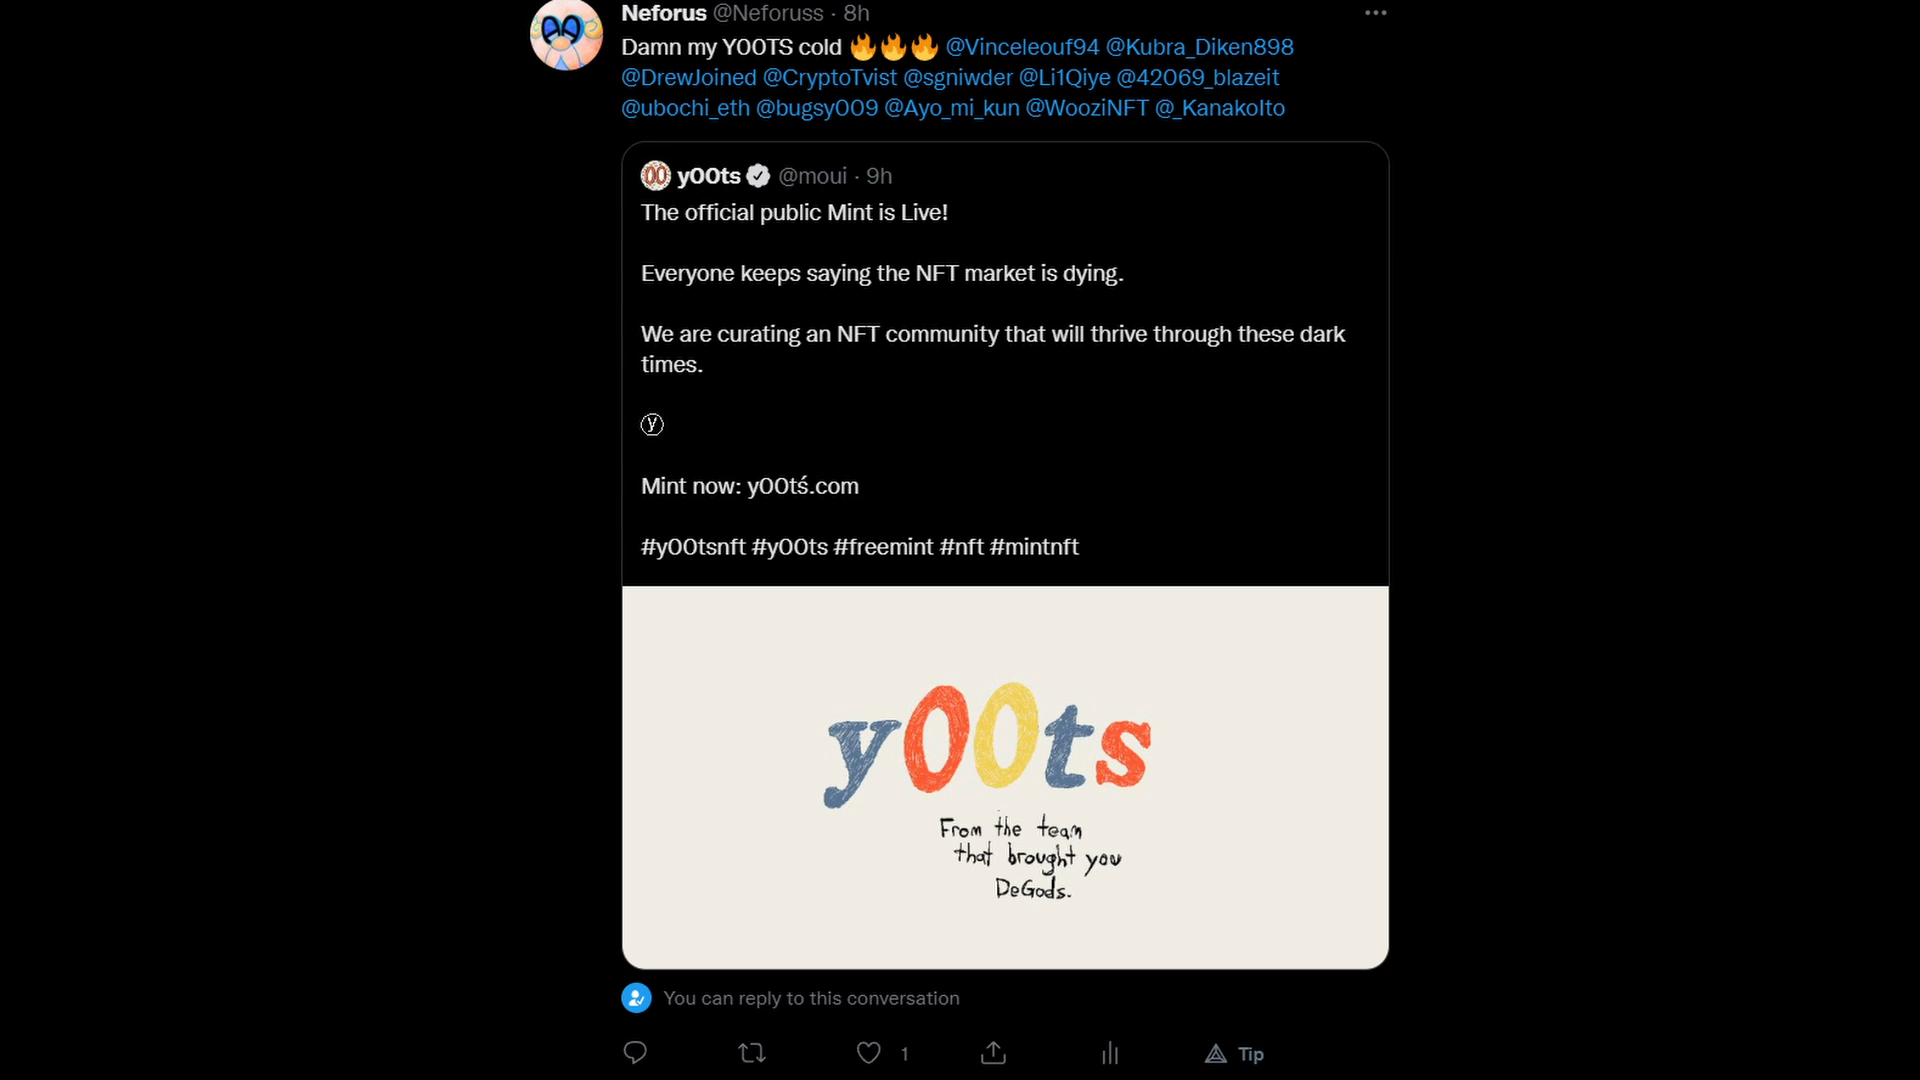 Neforus @Neforuss · 8h
Damn my YOOTS cold 🔥🔥🔥 @Vinceleouf94 @Kubra_Diken898
@DrewJoined @CryptoTvist @sgniwder @Li1Qiye @42069_blazeit
@ubochi_eth @bugsy009 @Ayo_mi_kun @WooziNFT @_KanakoIto
y00ts @moui · 9h
The official public Mint is Live!
Everyone keeps saying the NFT market is dying.
We are curating an NFT community that will thrive through these dark
times.
ⓨ
Mint now: y00tś.com
#y00tsnft #y00ts #freemint #nft #mintnft
y00ts
From the team
that brought you
DeGods.
You can reply to this conversation
1
Tip